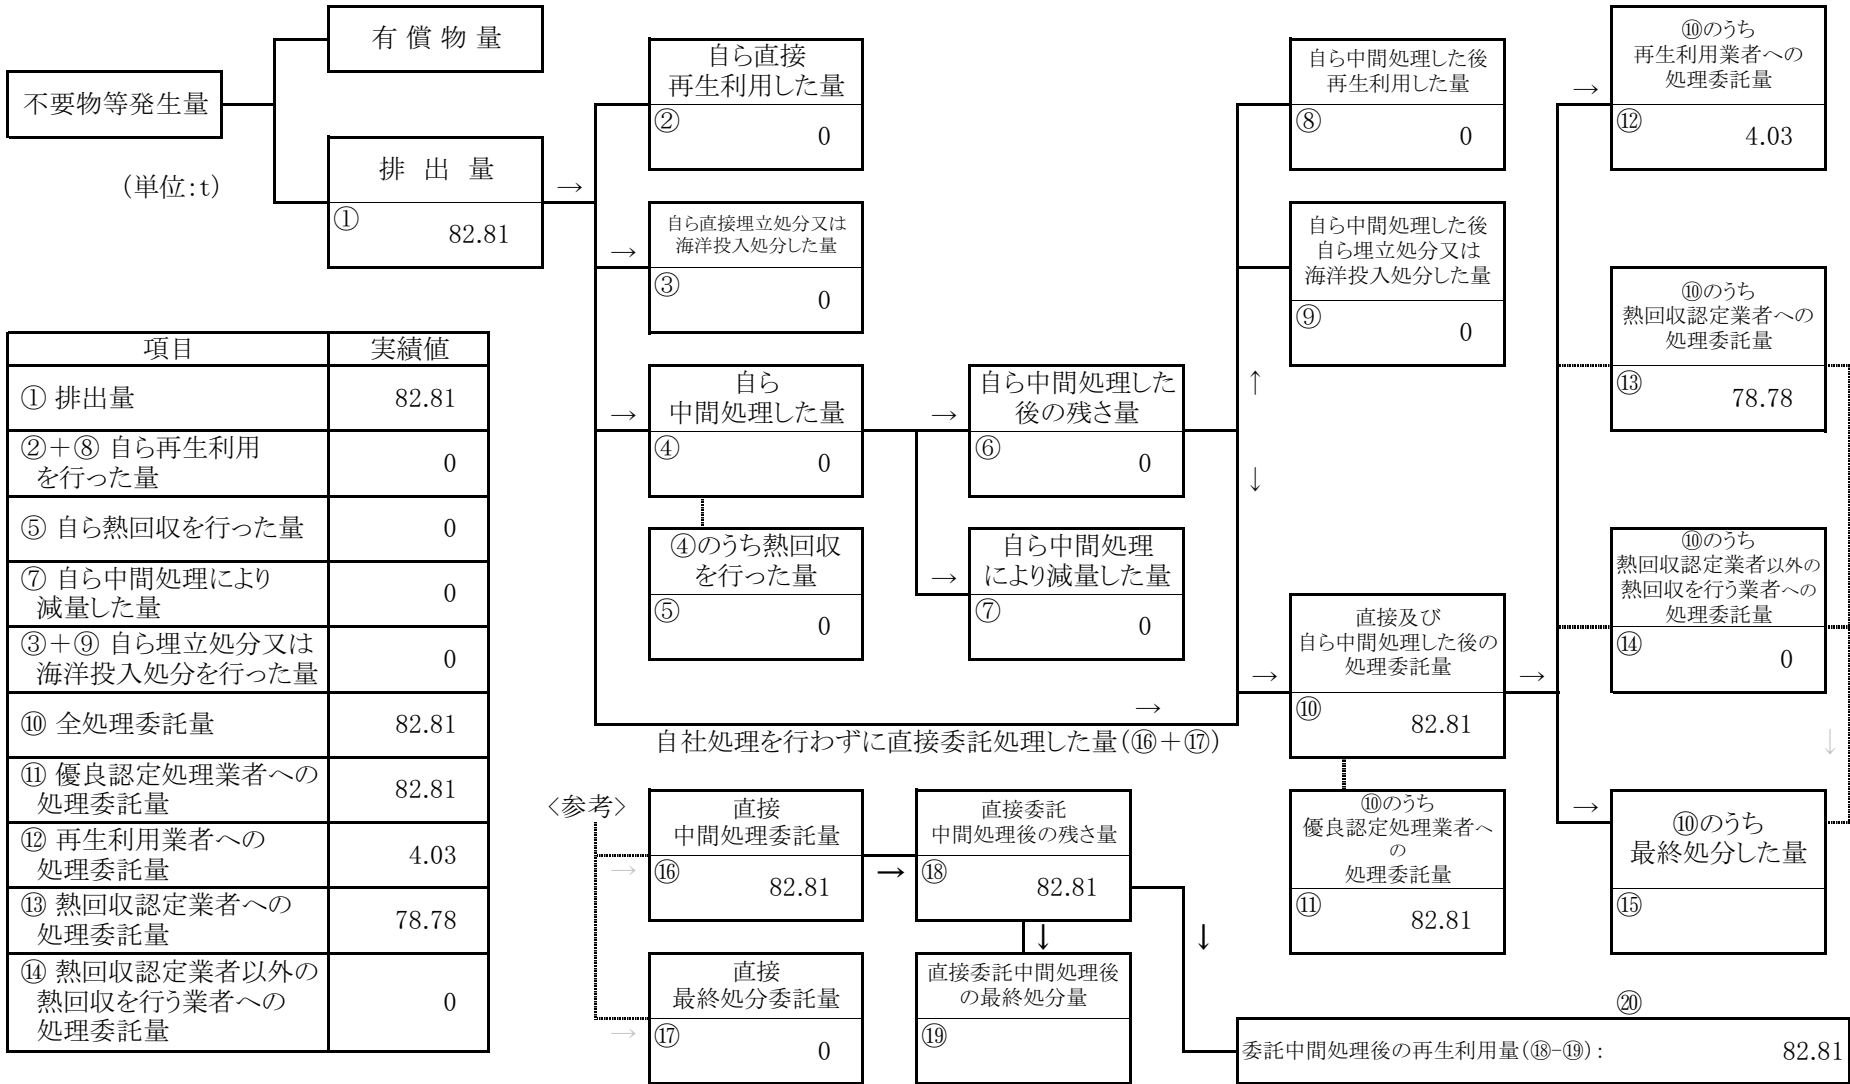 有 償 物 量
不要物等発生量
(単位:t)
排 出 量
①
82.81
→
自ら直接
再生利用した量
②
0
→
自ら直接埋立処分又は
海洋投入処分した量
③
0
→
自ら
中間処理した量
④
0
④のうち熱回収
を行った量
⑤
0
→
自ら中間処理した
後の残さ量
⑥
0
→
自ら中間処理
により減量した量
⑦
0
自ら中間処理した後
再生利用した量
⑧
0
自ら中間処理した後
自ら埋立処分又は
海洋投入処分した量
⑨
0
↑
↓
→
自社処理を行わずに直接委託処理した量(⑯+⑰)
→
直接及び
自ら中間処理した後の
処理委託量
⑩
82.81
⑩のうち
優良認定処理業者へ
の
処理委託量
⑪
82.81
→
→
⑩のうち
再生利用業者への
処理委託量
⑫
4.03
⑩のうち
熱回収認定業者への
処理委託量
⑬
78.78
⑩のうち
熱回収認定業者以外の
熱回収を行う業者への
処理委託量
⑭
0
↓
→
⑩のうち
最終処分した量
⑮
項目 実績値
① 排出量 82.81
②+⑧ 自ら再生利用
を行った量 0
⑤ 自ら熱回収を行った量 0
⑦ 自ら中間処理により
減量した量 0
③+⑨ 自ら埋立処分又は
海洋投入処分を行った量 0
⑩ 全処理委託量 82.81
⑪ 優良認定処理業者への
処理委託量 82.81
⑫ 再生利用業者への
処理委託量 4.03
⑬ 熱回収認定業者への
処理委託量 78.78
⑭ 熱回収認定業者以外の
熱回収を行う業者への
処理委託量 0
<参考>
→
直接
中間処理委託量
⑯
82.81
→
直接委託
中間処理後の残さ量
⑱
82.81
↓
↓
→
直接
最終処分委託量
⑰
0
直接委託中間処理後
の最終処分量
⑲
⑳
委託中間処理後の再生利用量(⑱-⑲): 82.81